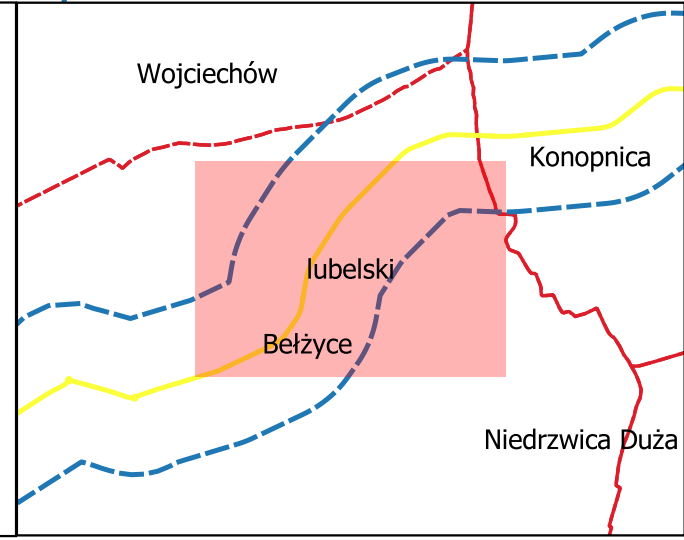 Wojciechów
Konopnica
lubelski
Bełżyce
Niedrzwica Duża